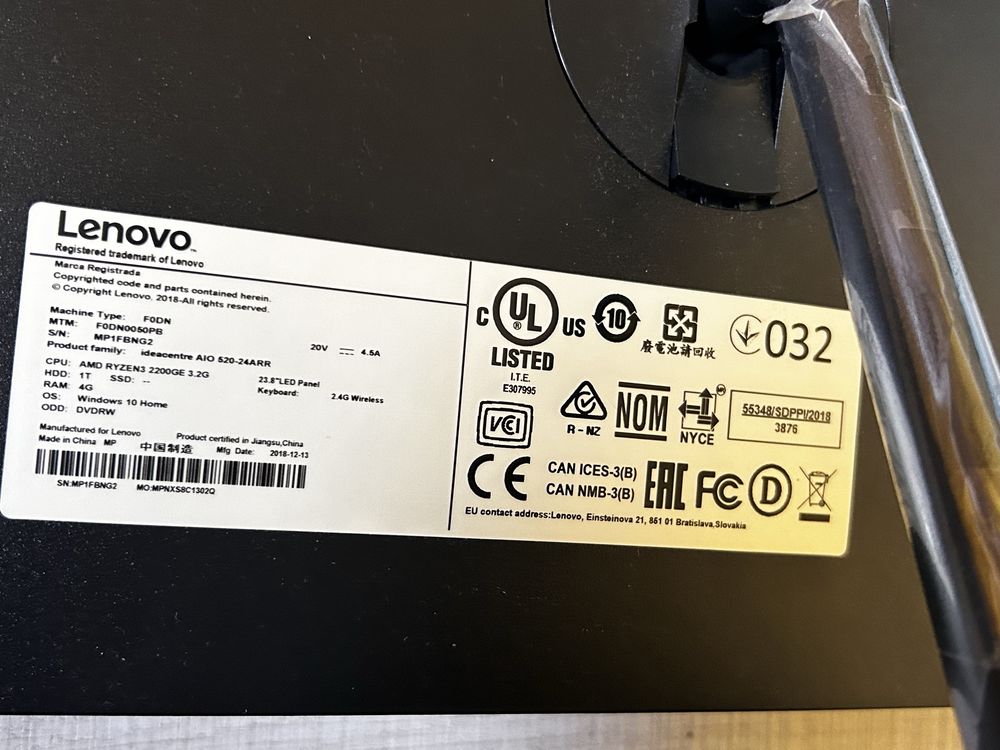 Lenovo™
Registered trademark of Lenovo
Marca Registrada
Copyrighted code and parts contained herein.
© Copyright Lenovo. 2018-All rights reserved.
Machine Type: F0DN
MTM: F0DN0050PB
S/N: MP1FBNG2
20V ⎓ 4.5A
Product family: ideacentre AIO 520-24ARR
CPU: AMD RYZEN3 2200GE 3.2G
HDD: 1T SSD: --
23.8"LED Panel
RAM: 4G
Keyboard: 2.4G Wireless
OS: Windows 10 Home
ODD: DVDRW
Manufactured for Lenovo
Product certified in Jiangsu,China
Made in China MP 中国制造 Mfg Date: 2018-12-13
SN:MP1FBNG2 MO:MPNXS8C1302Q
C UL ® US
LISTED
I.T.E.
E307995
10
廢電池請回收
032
VCI
R-NZ
NOM
MP
NYCE
55348/SDPPI/2018
3876
CE
CAN ICES-3(B)
CAN NMB-3(B)
EAC
FC
D
EU contact address:Lenovo, Einsteinova 21, 851 01 Bratislava,Slovakia